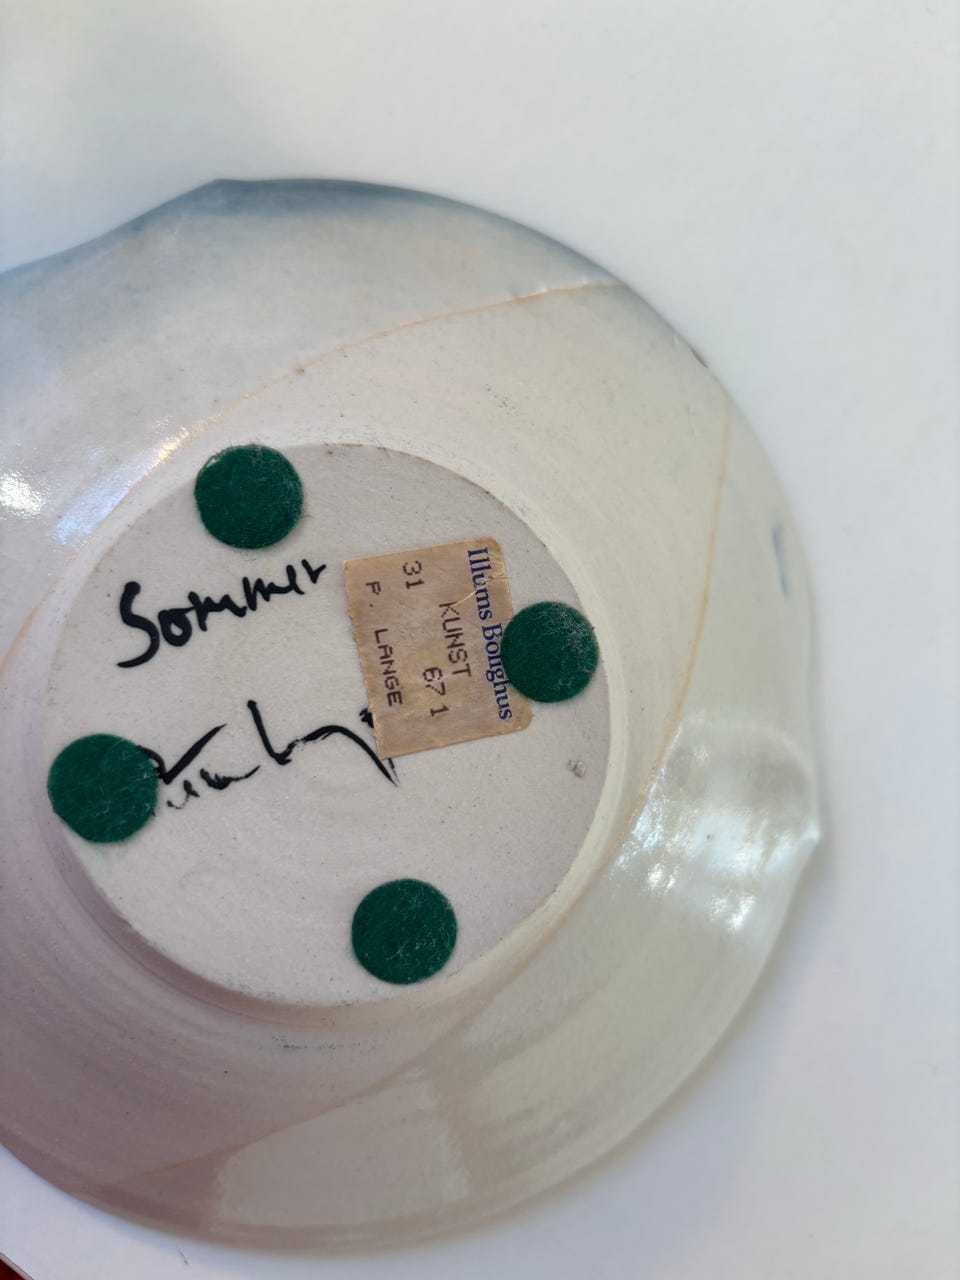 Sommer
Illums Bolighus
31 KUNST
671
P. LANGE